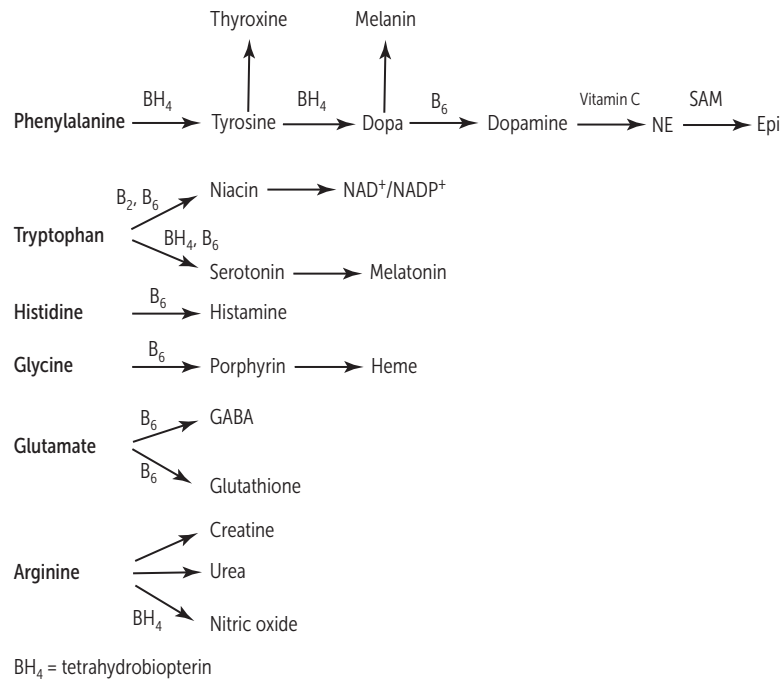 Thyroxine Melanin
BH₄ BH₄ B₆ Vitamin C SAM
Phenylalanine Tyrosine Dopa Dopamine NE Epi
B₂, B₆ Niacin NAD⁺/NADP⁺
Tryptophan
BH₄, B₆
Serotonin Melatonin
B₆
Histidine Histamine
B₆
Glycine Porphyrin Heme
B₆ GABA
Glutamate
B₆
Glutathione
Creatine
Arginine Urea
BH₄ Nitric oxide
BH₄ = tetrahydrobiopterin